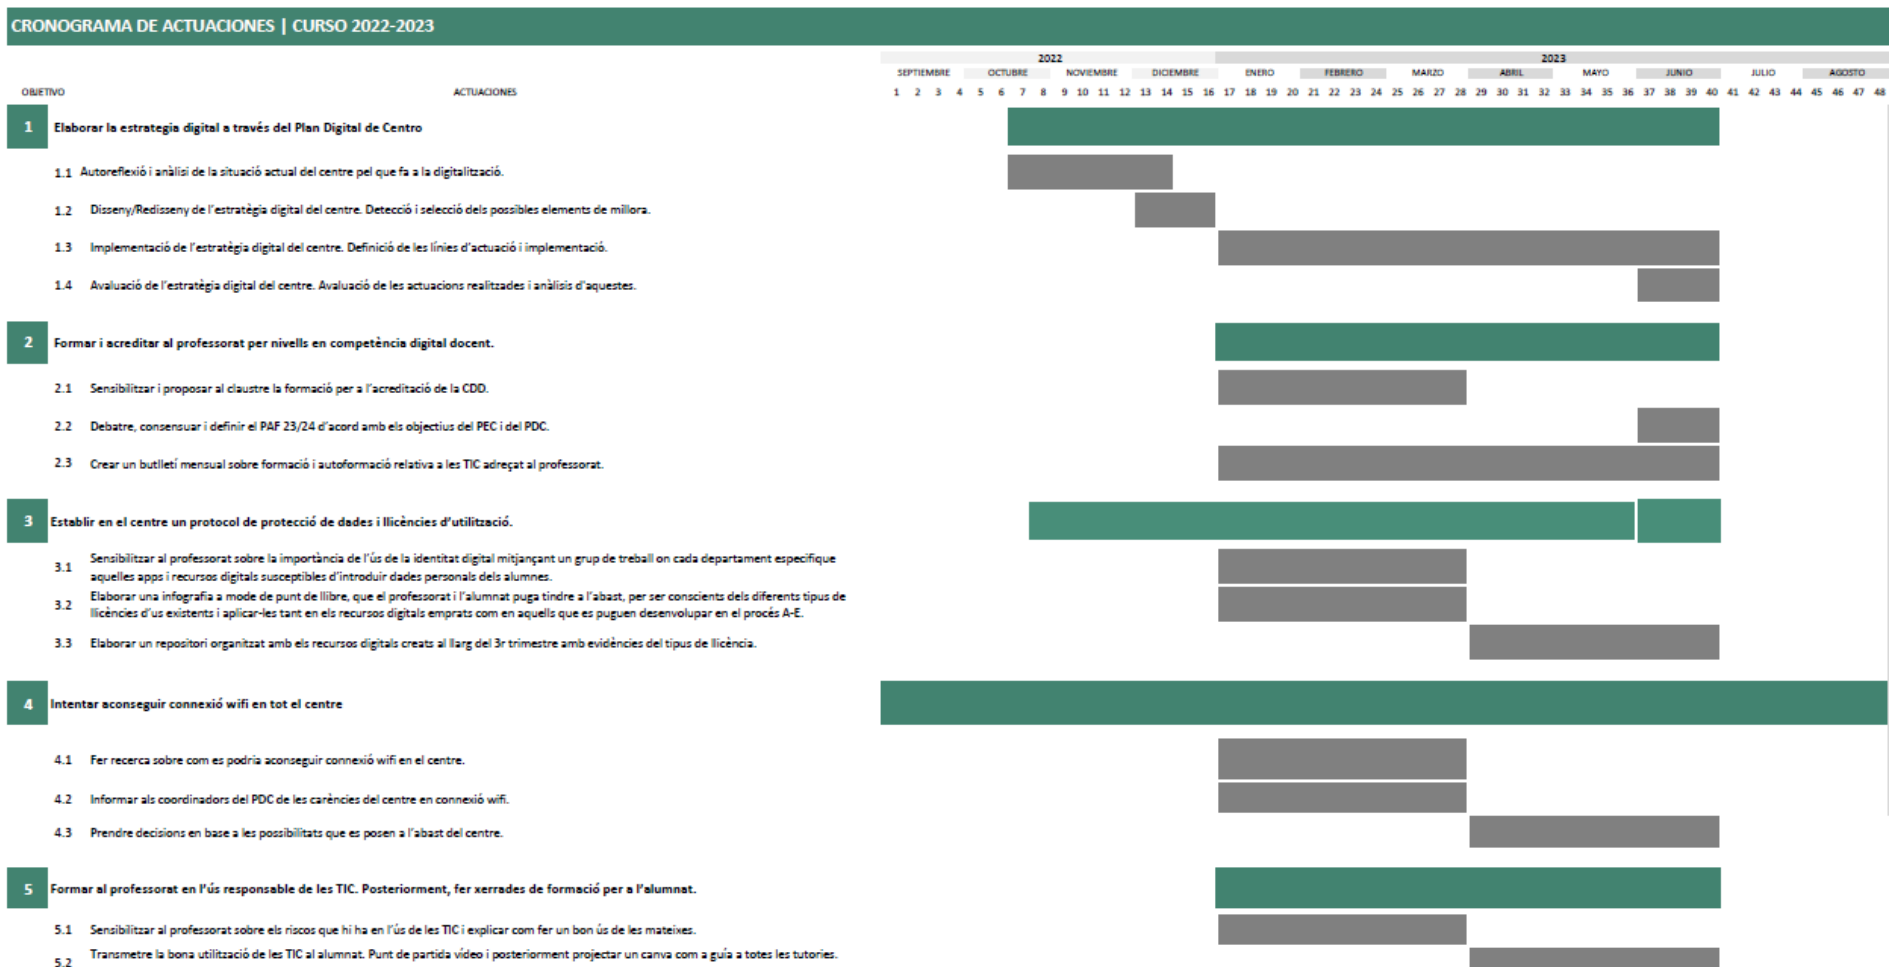 CRONOGRAMA DE ACTUACIONES | CURSO 2022-2023
2022 2023
SEPTIEMBRE OCTUBRE NOVIEMBRE DICIEMBRE ENERO FEBRERO MARZO ABRIL MAYO JUNIO JULIO AGOSTO
OBJETIVO ACTUACIONES 1 2 3 4 5 6 7 8 9 10 11 12 13 14 15 16 17 18 19 20 21 22 23 24 25 26 27 28 29 30 31 32 33 34 35 36 37 38 39 40 41 42 43 44 45 46 47 48
1 Elaborar la estrategia digital a través del Plan Digital de Centro
1.1 Autoreflexió i anàlisi de la situació actual del centre pel que fa a la digitalització.
1.2 Disseny/Redisseny de l'estratègia digital del centre. Detecció i selecció dels possibles elements de millora.
1.3 Implementació de l'estratègia digital del centre. Definició de les línies d'actuació i implementació.
1.4 Avaluació de l'estratègia digital del centre. Avaluació de les actuacions realitzades i anàlisis d'aquestes.
2 Formar i acreditar al professorat per nivells en competència digital docent.
2.1 Sensibilitzar i proposar al claustre la formació per a l'acreditació de la CDD.
2.2 Debatre, consensuar i definir el PAF 23/24 d'acord amb els objectius del PEC i del PDC.
2.3 Crear un butlletí mensual sobre formació i autoformació relativa a les TIC adreçat al professorat.
3 Establir en el centre un protocol de protecció de dades i llicències d'utilització.
3.1 Sensibilitzar al professorat sobre la importància de l'ús de la identitat digital mitjançant un grup de treball on cada departament especifique
aquelles apps i recursos digitals susceptibles d'introduir dades personals dels alumnes.
3.2 Elaborar una infografia a mode de punt de llibre, que el professorat i l'alumnat puga tindre a l'abast, per ser conscients dels diferents tipus de
llicències d'us existents i aplicar-les tant en els recursos digitals emprats com en aquells que es puguen desenvolupar en el procés A-E.
3.3 Elaborar un repositori organitzat amb els recursos digitals creats al llarg del 3r trimestre amb evidències del tipus de llicència.
4 Intentar aconseguir connexió wifi en tot el centre
4.1 Fer recerca sobre com es podria aconseguir connexió wifi en el centre.
4.2 Informar als coordinadors del PDC de les carències del centre en connexió wifi.
4.3 Prendre decisions en base a les possibilitats que es posen a l'abast del centre.
5 Formar al professorat en l'ús responsable de les TIC. Posteriorment, fer xerrades de formació per a l'alumnat.
5.1 Sensibilitzar al professorat sobre els riscos que hi ha en l'ús de les TIC i explicar com fer un bon ús de les mateixes.
5.2 Transmetre la bona utilització de les TIC al alumnat. Punt de partida vídeo i posteriorment projectar un canva com a guía a totes les tutories.